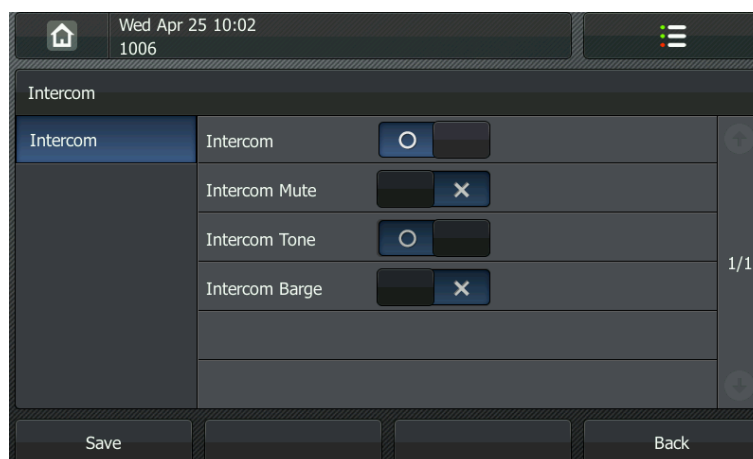 Wed Apr 25 10:02
1006
Intercom
Intercom
Intercom
Intercom Mute
Intercom Tone
Intercom Barge
1/1
Save
Back